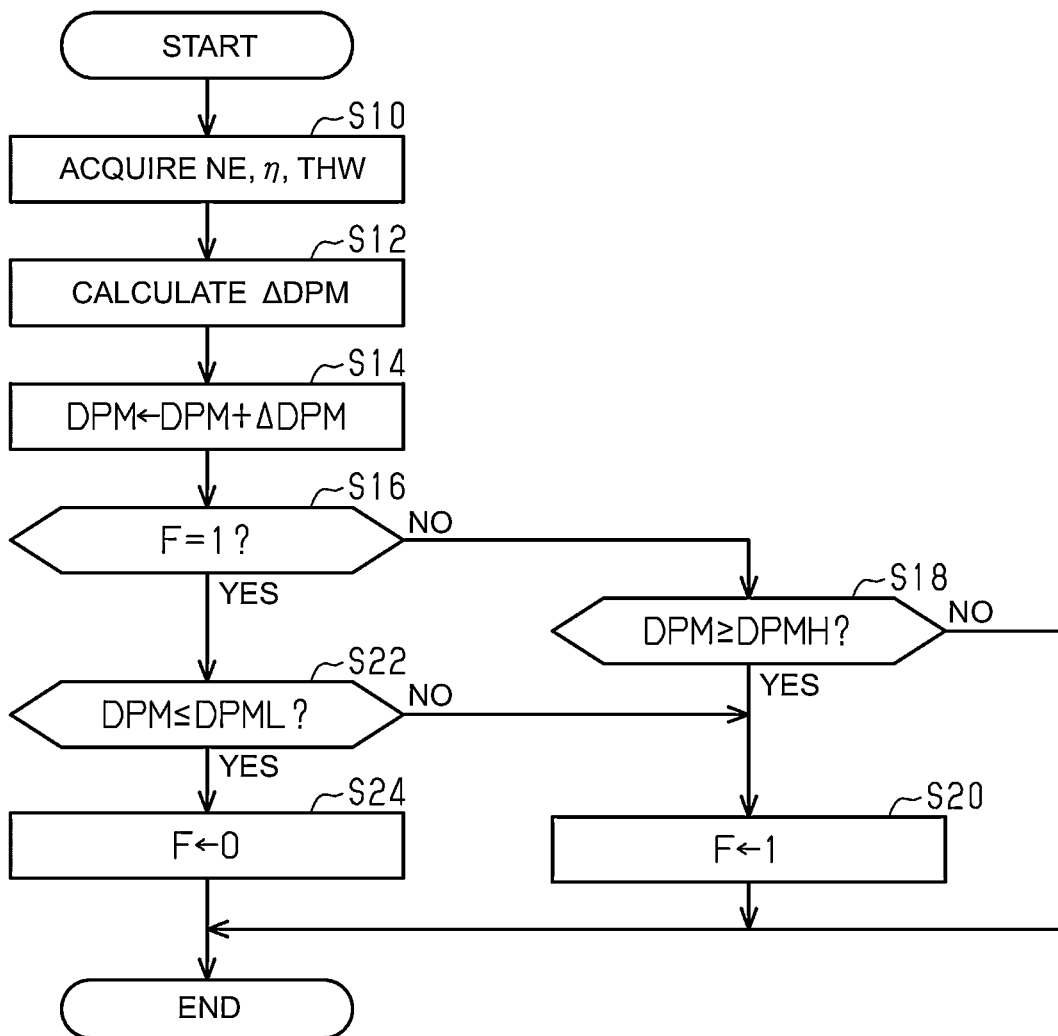 START
S10
ACQUIRE NE, η, THW
S12
CALCULATE ΔDPM
S14
DPM←DPM+ΔDPM
S16
F=1?
NO
YES
S18
DPM≥DPMH?
NO
YES
S22
DPM≤DPML?
NO
YES
S24
F←0
S20
F←1
END